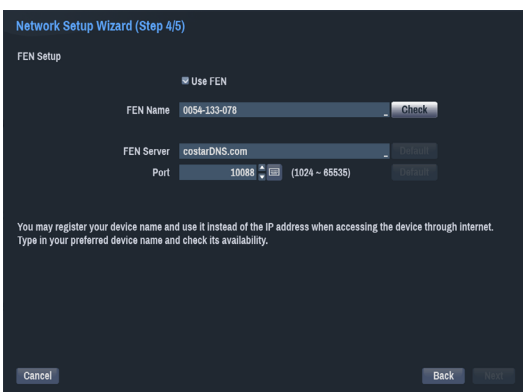 Network Setup Wizard (Step 4/5)
FEN Setup
Use FEN
FEN Name 0054-133-078 Check
FEN Server costarDNS.com Default
Port 10088 (1024 ~ 65535) Default
You may register your device name and use it instead of the IP address when accessing the device through internet.
Type in your preferred device name and check its availability.
Cancel Back Next